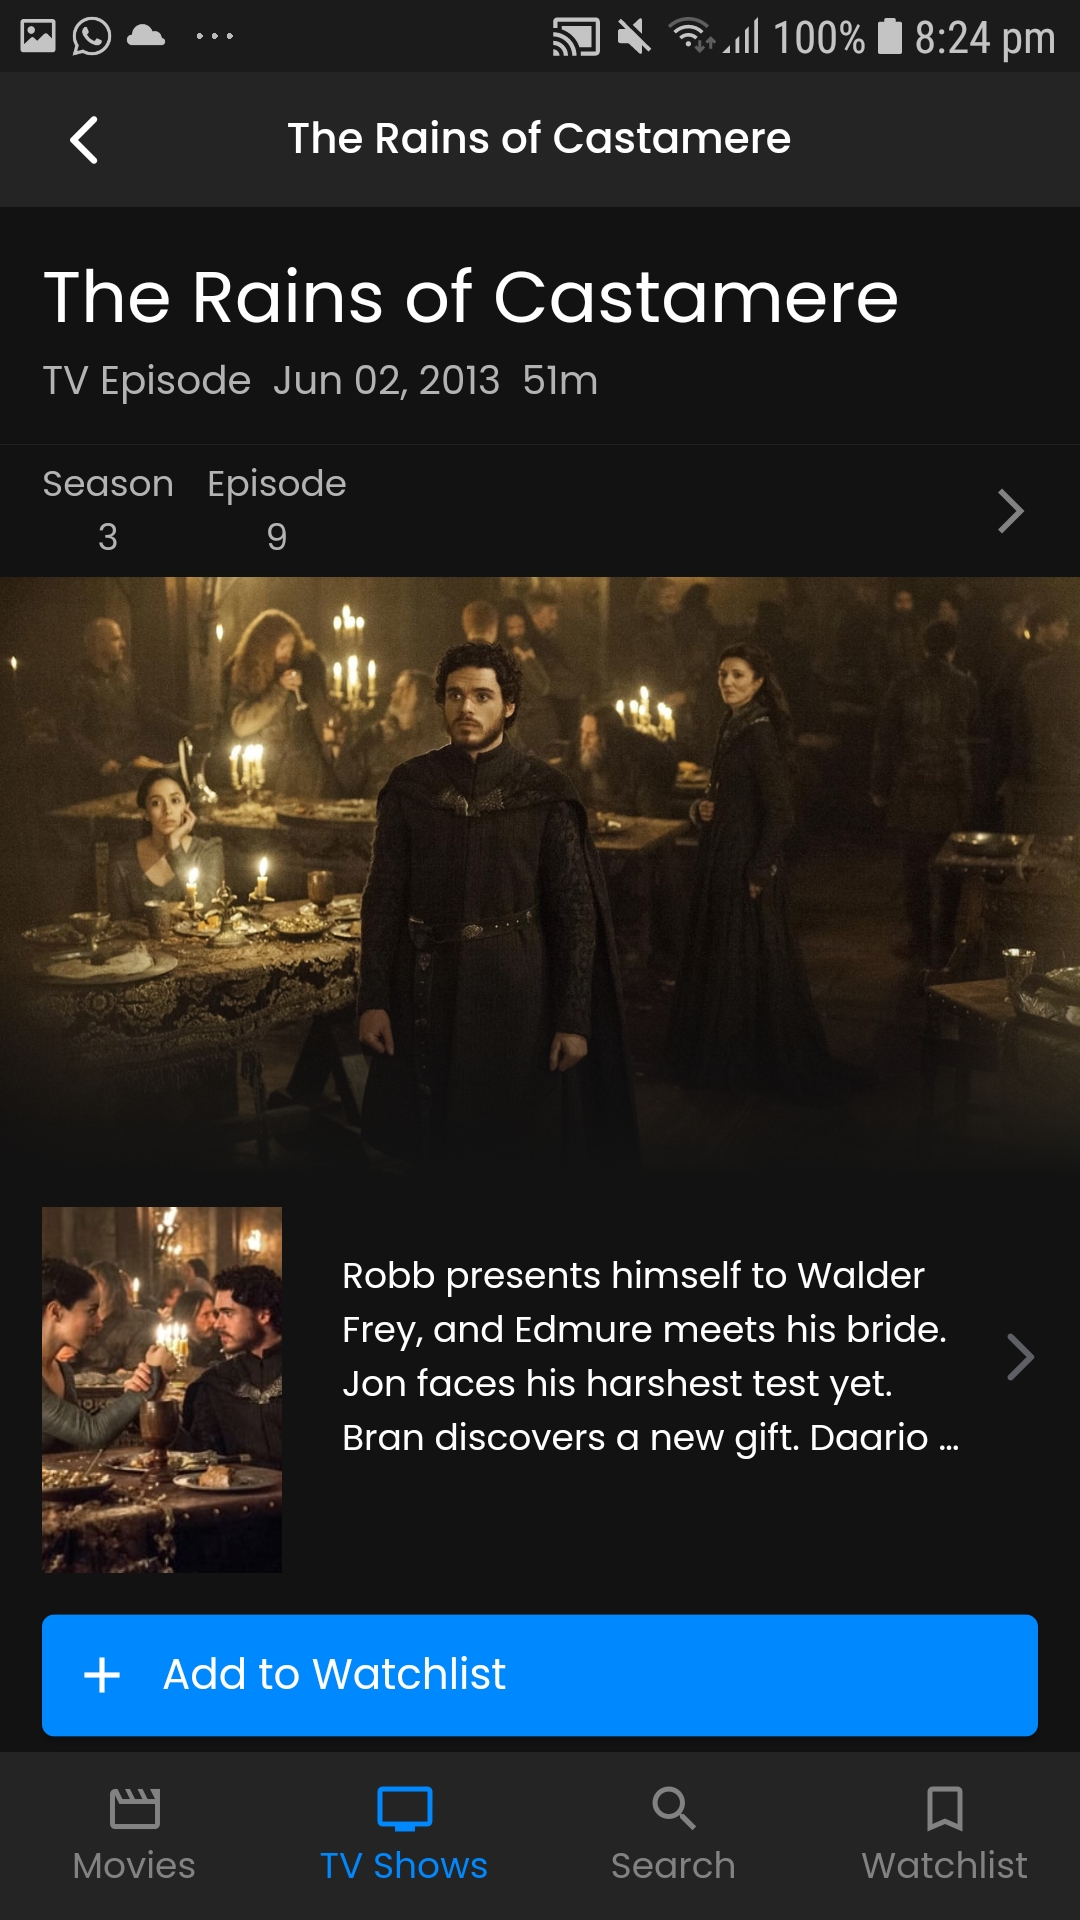 100% 8:24 pm
The Rains of Castamere
The Rains of Castamere
TV Episode Jun 02, 2013 51m
Season Episode
3 9
Robb presents himself to Walder
Frey, and Edmure meets his bride.
Jon faces his harshest test yet.
Bran discovers a new gift. Daario ...
Add to Watchlist
Movies TV Shows Search Watchlist